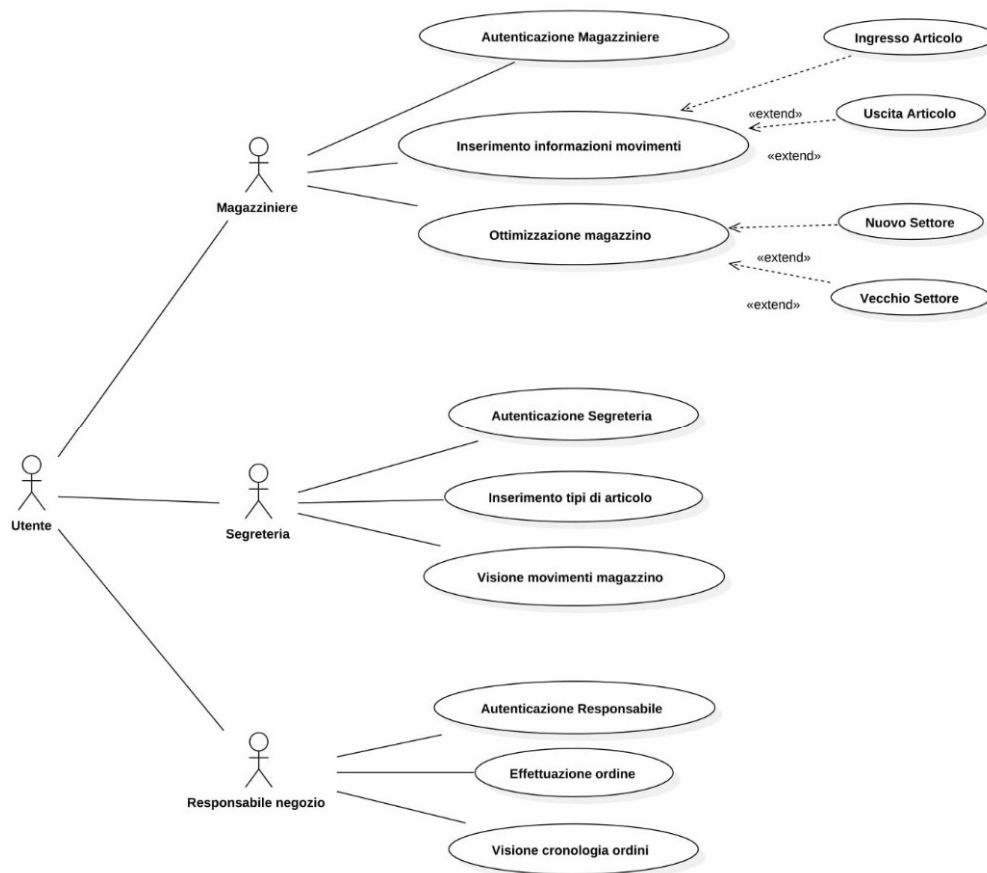 Autenticazione Magazziniere
Ingresso Articolo
«extend»
Uscita Articolo
Inserimento informazioni movimenti
«extend»
Magazziniere
Ottimizzazione magazzino
Nuovo Settore
«extend»
Vecchio Settore
«extend»
Autenticazione Segreteria
Inserimento tipi di articolo
Utente
Segreteria
Visione movimenti magazzino
Autenticazione Responsabile
Effettuazione ordine
Responsabile negozio
Visione cronologia ordini